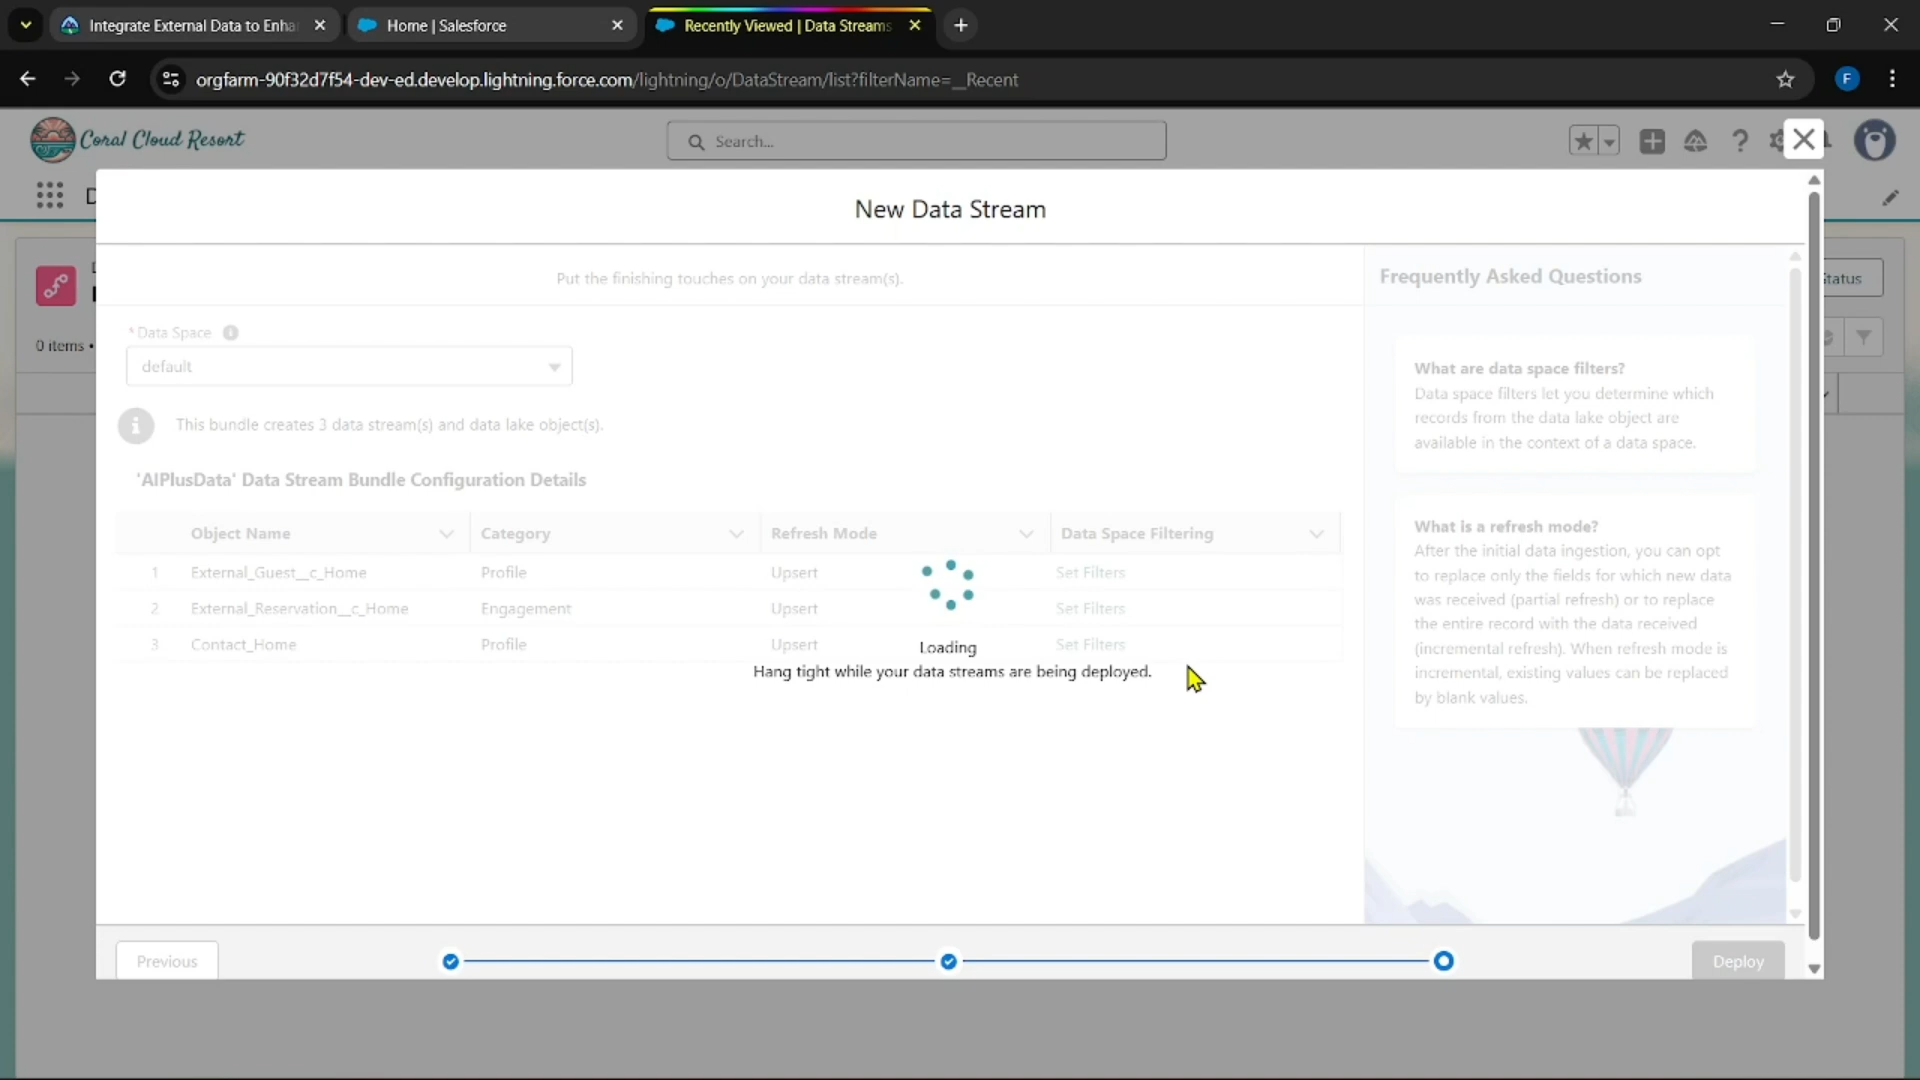 Integrate External Data to Enha
Home | Salesforce
Recently Viewed | Data Streams
orgfarm-90f32d7f54-dev-ed.develop.lightning.force.com/lightning/o/DataStream/list?filterName=__Recent
F
Coral Cloud Resort
Search...
D
New Data Stream
Put the finishing touches on your data stream(s).
Frequently Asked Questions
Status
* Data Space
default
0 items •
This bundle creates 3 data stream(s) and data lake object(s).
What are data space filters?
Data space filters let you determine which
records from the data lake object are
available in the context of a data space.
'AIPlusData' Data Stream Bundle Configuration Details
Object Name Category Refresh Mode Data Space Filtering
1 External_Guest__c_Home Profile Upsert Set Filters
2 External_Reservation__c_Home Engagement Upsert Set Filters
3 Contact_Home Profile Upsert Set Filters
Loading
Hang tight while your data streams are being deployed.
What is a refresh mode?
After the initial data ingestion, you can opt
to replace only the fields for which new data
was received (partial refresh) or to replace
the entire record with the data received
(incremental refresh). When refresh mode is
incremental, existing values can be replaced
by blank values.
Previous
Deploy